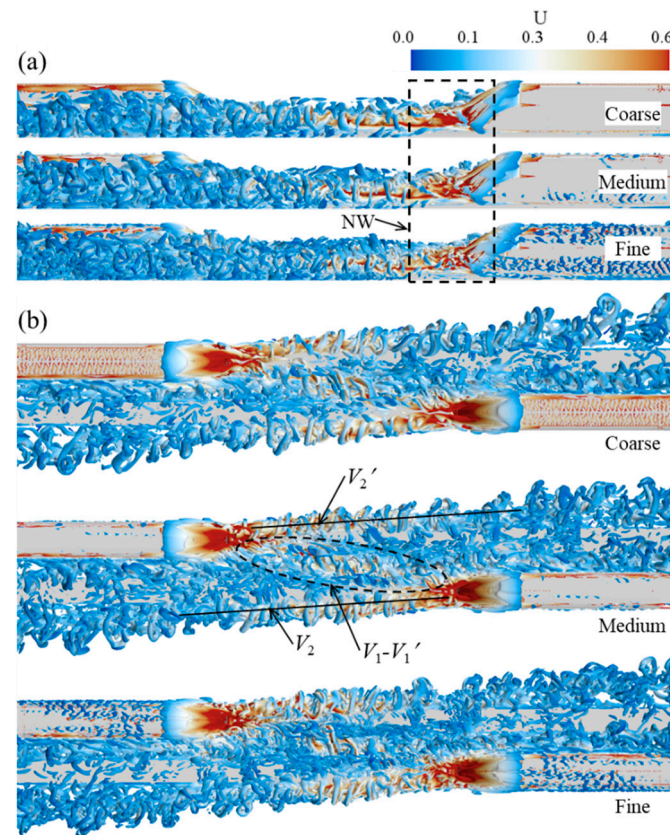 U
(a)
0.0 0.1 0.3 0.4 0.6
Coarse
Medium
NW
Fine
(b)
Coarse
V₂′
Medium
V₂
V₁-V₁′
Fine